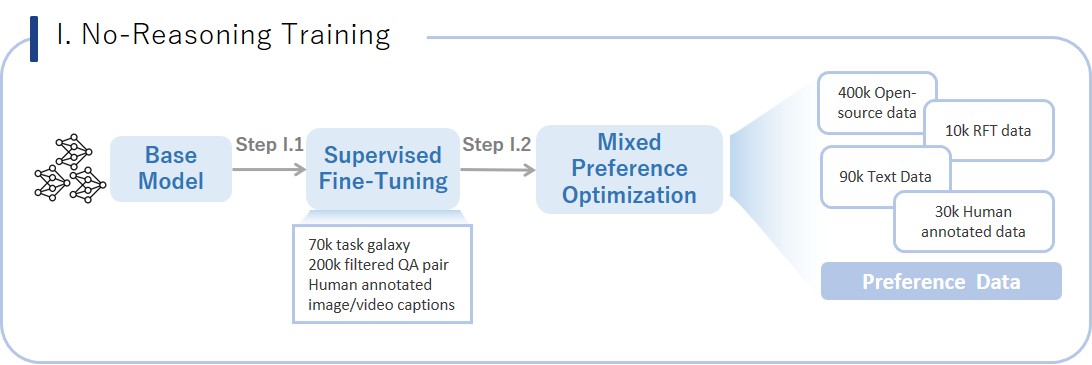 I. No-Reasoning Training
Base
Model
Step I.1
Supervised
Fine-Tuning
70k task galaxy
200k filtered QA pair
Human annotated
image/video captions
Step I.2
Mixed
Preference
Optimization
400k Open-
source data
10k RFT data
90k Text Data
30k Human
annotated data
Preference Data